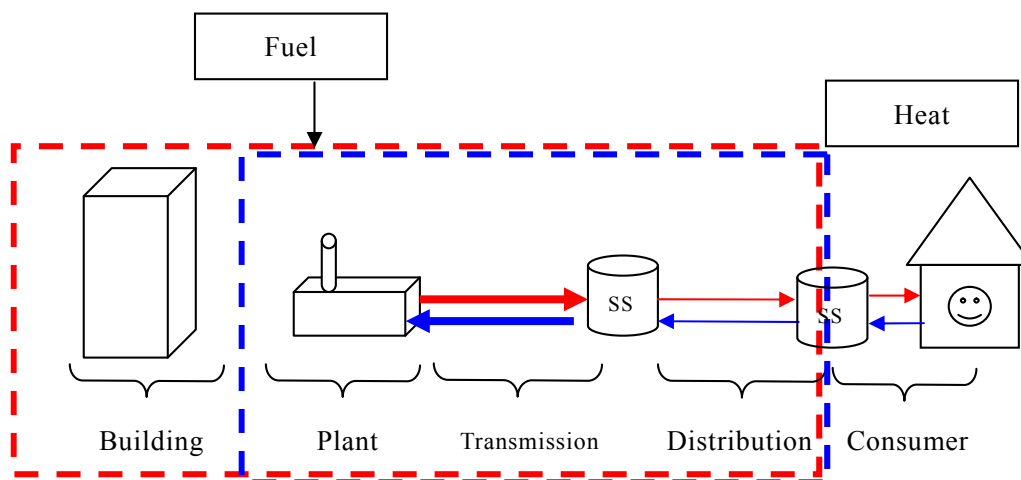 Fuel
Heat
SS
SS
Building
Plant
Transmission
Distribution
Consumer